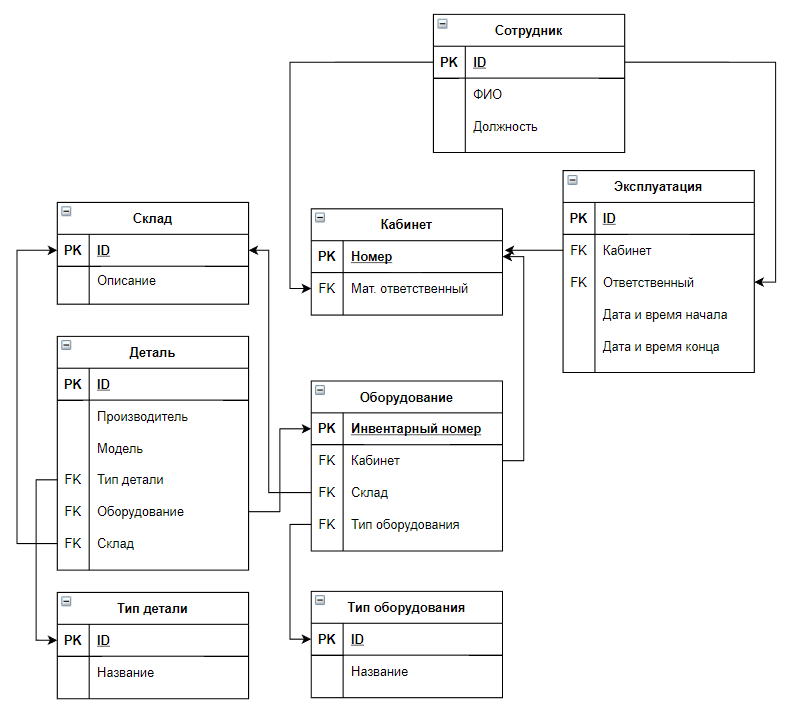 Сотрудник
PK ID
ФИО
Должность
Эксплуатация
PK ID
FK Кабинет
FK Ответственный
Дата и время начала
Дата и время конца
Склад
PK ID
Описание
Кабинет
PK Номер
FK Мат. ответственный
Деталь
PK ID
Производитель
Модель
FK Тип детали
FK Оборудование
FK Склад
Оборудование
PK Инвентарный номер
FK Кабинет
FK Склад
FK Тип оборудования
Тип детали
PK ID
Название
Тип оборудования
PK ID
Название